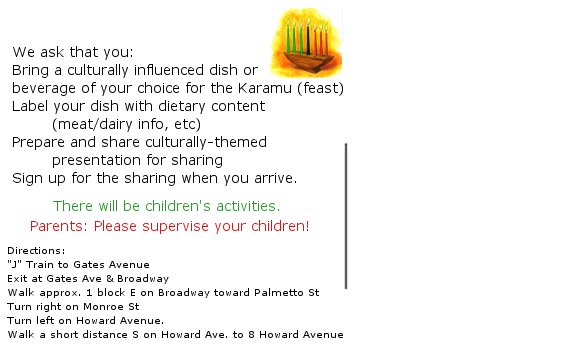 We ask that you:
Bring a culturally influenced dish or
beverage of your choice for the Karamu (feast)
Label your dish with dietary content
(meat/dairy info, etc)
Prepare and share culturally-themed
presentation for sharing
Sign up for the sharing when you arrive.
There will be children's activities.
Parents: Please supervise your children!
Directions:
"J" Train to Gates Avenue
Exit at Gates Ave & Broadway
Walk approx. 1 block E on Broadway toward Palmetto St
Turn right on Monroe St
Turn left on Howard Avenue.
Walk a short distance S on Howard Ave. to 8 Howard Avenue